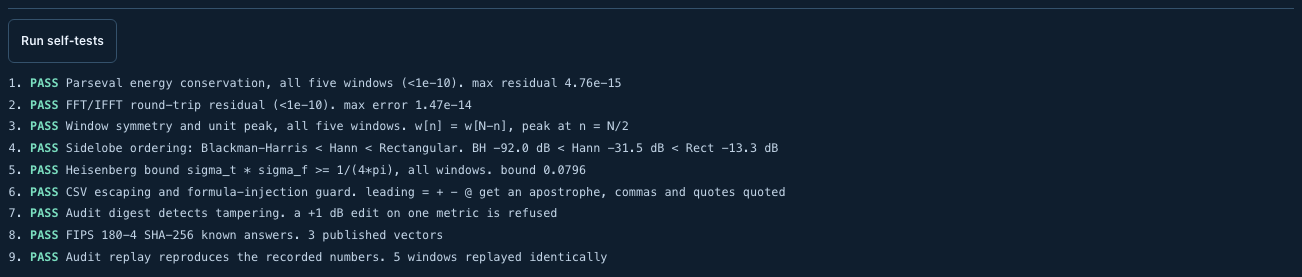 Run self-tests
1. PASS Parseval energy conservation, all five windows (<1e-10). max residual 4.76e-15
2. PASS FFT/IFFT round-trip residual (<1e-10). max error 1.47e-14
3. PASS Window symmetry and unit peak, all five windows. w[n] = w[N-n], peak at n = N/2
4. PASS Sidelobe ordering: Blackman-Harris < Hann < Rectangular. BH -92.0 dB < Hann -31.5 dB < Rect -13.3 dB
5. PASS Heisenberg bound sigma_t * sigma_f >= 1/(4*pi), all windows. bound 0.0796
6. PASS CSV escaping and formula-injection guard. leading = + - @ get an apostrophe, commas and quotes quoted
7. PASS Audit digest detects tampering. a +1 dB edit on one metric is refused
8. PASS FIPS 180-4 SHA-256 known answers. 3 published vectors
9. PASS Audit replay reproduces the recorded numbers. 5 windows replayed identically